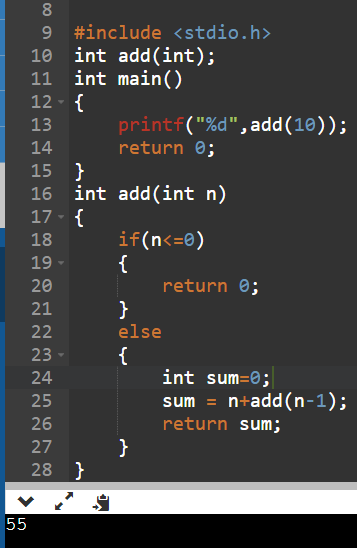 8
9 #include <stdio.h>
10 int add(int);
11 int main()
12 {
13     printf("%d",add(10));
14     return 0;
15 }
16 int add(int n)
17 {
18     if(n<=0)
19     {
20         return 0;
21     }
22     else
23     {
24         int sum=0;
25         sum = n+add(n-1);
26         return sum;
27     }
28 }
55